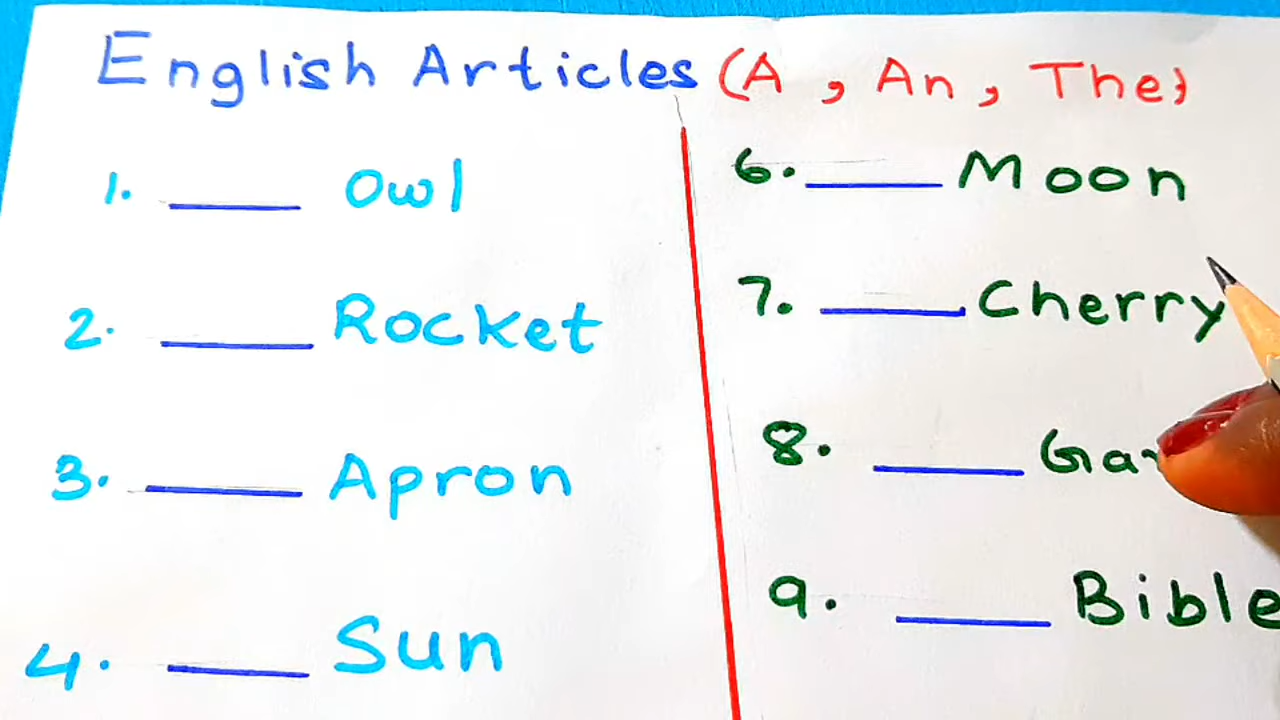 English Articles (A, An, The)
1. ____ Owl
2. ____ Rocket
3. ____ Apron
4. ____ Sun
6. ____ Moon
7. ____ Cherry
8. ____
9. ____ Bible